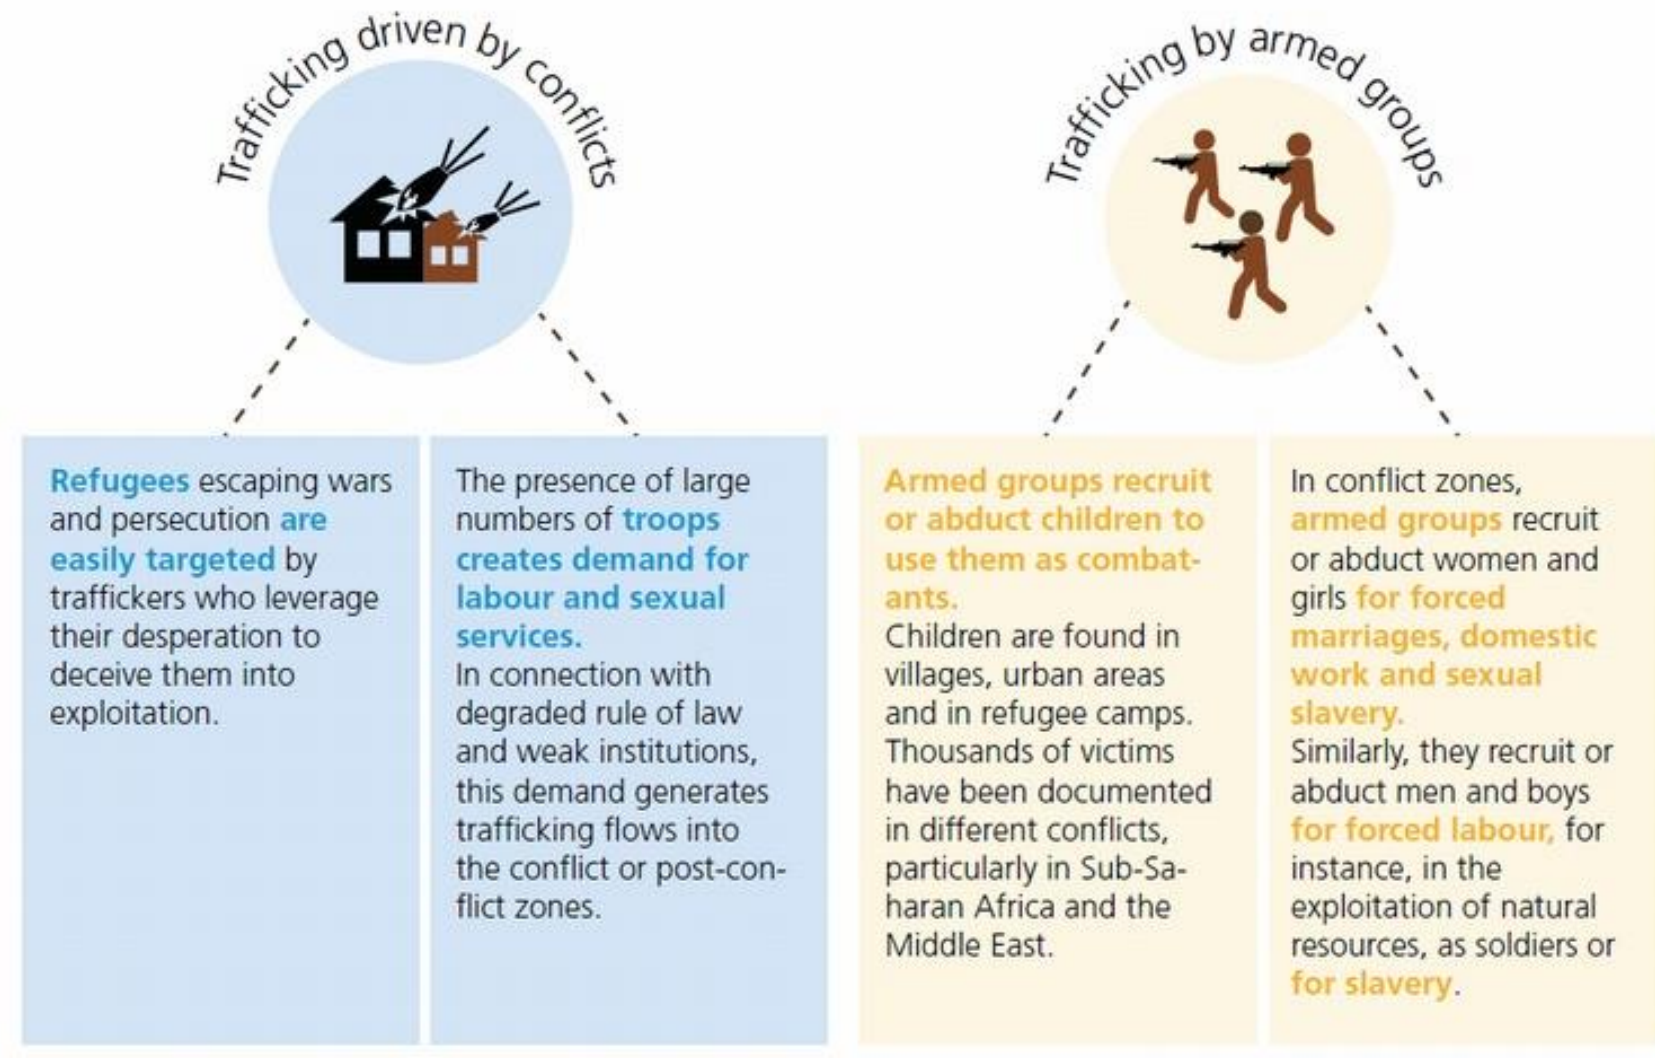 Trafficking driven by conflicts
Refugees escaping wars
and persecution are
easily targeted by
traffickers who leverage
their desperation to
deceive them into
exploitation.
The presence of large
numbers of troops
creates demand for
labour and sexual
services.
In connection with
degraded rule of law
and weak institutions,
this demand generates
trafficking flows into
the conflict or post-con-
flict zones.
Trafficking by armed groups
Armed groups recruit
or abduct children to
use them as combat-
ants.
Children are found in
villages, urban areas
and in refugee camps.
Thousands of victims
have been documented
in different conflicts,
particularly in Sub-Sa-
haran Africa and the
Middle East.
In conflict zones,
armed groups recruit
or abduct women and
girls for forced
marriages, domestic
work and sexual
slavery.
Similarly, they recruit or
abduct men and boys
for forced labour, for
instance, in the
exploitation of natural
resources, as soldiers or
for slavery.